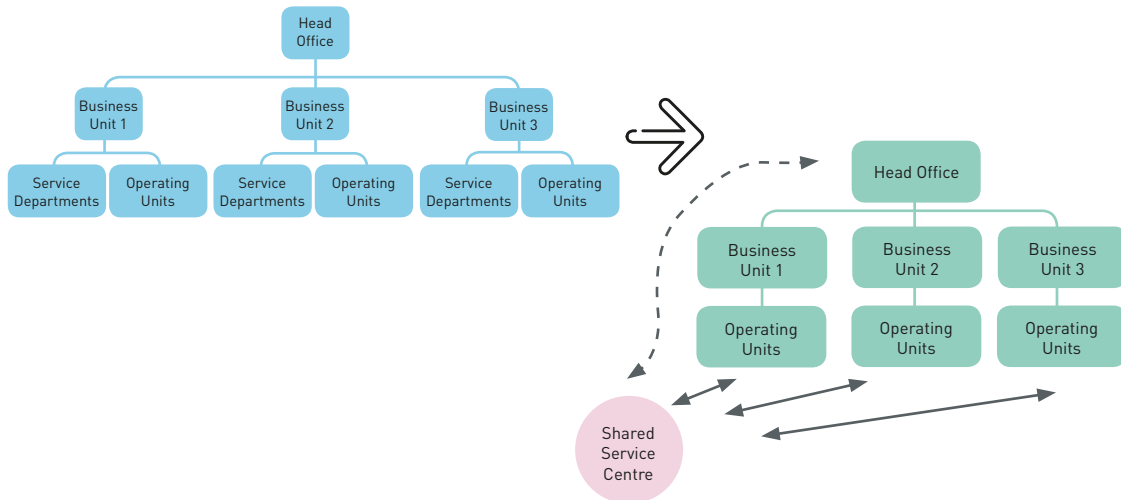 Head
Office
Business
Unit 1
Business
Unit 2
Business
Unit 3
Service
Departments
Operating
Units
Service
Departments
Operating
Units
Service
Departments
Operating
Units
Head Office
Business
Unit 1
Business
Unit 2
Business
Unit 3
Operating
Units
Operating
Units
Operating
Units
Shared
Service
Centre